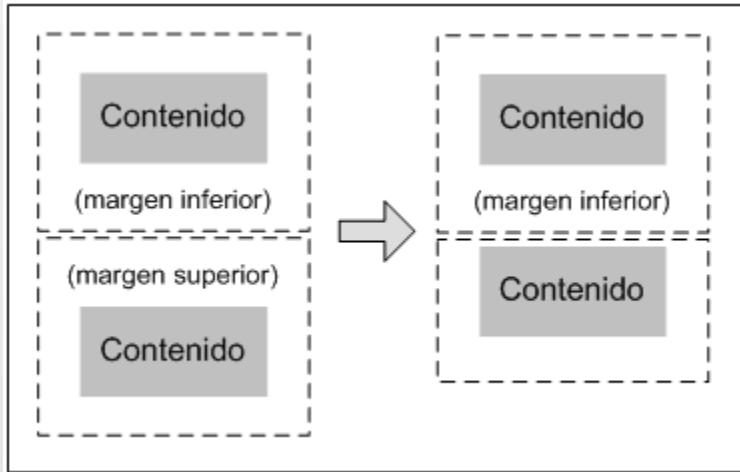 Contenido
(margen inferior)
(margen superior)
Contenido
Contenido
(margen inferior)
Contenido